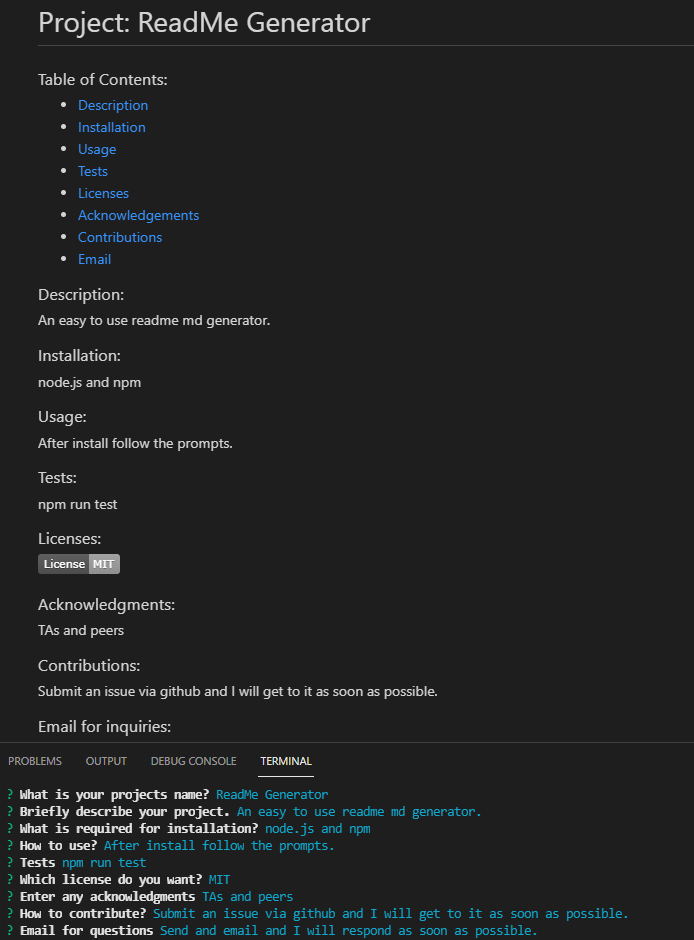 Project: ReadMe Generator
Table of Contents:
Description
Installation
Usage
Tests
Licenses
Acknowledgements
Contributions
Email
Description:
An easy to use readme md generator.
Installation:
node.js and npm
Usage:
After install follow the prompts.
Tests:
npm run test
Licenses:
License MIT
Acknowledgments:
TAs and peers
Contributions:
Submit an issue via github and I will get to it as soon as possible.
Email for inquiries:
PROBLEMS OUTPUT DEBUG CONSOLE TERMINAL
? What is your projects name? ReadMe Generator
? Briefly describe your project. An easy to use readme md generator.
? What is required for installation? node.js and npm
? How to use? After install follow the prompts.
? Tests npm run test
? Which license do you want? MIT
? Enter any acknowledgments TAs and peers
? How to contribute? Submit an issue via github and I will get to it as soon as possible.
? Email for questions Send and email and I will respond as soon as possible.